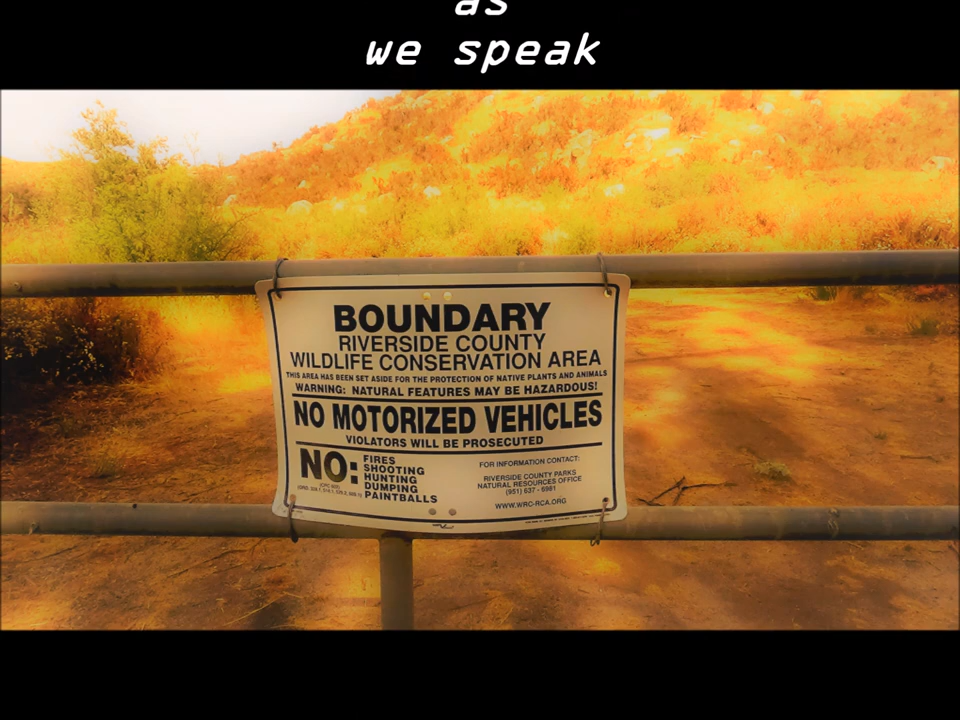 as
we speak
BOUNDARY
RIVERSIDE COUNTY
WILDLIFE CONSERVATION AREA
THIS AREA HAS BEEN SET ASIDE FOR THE PROTECTION OF NATIVE PLANTS AND ANIMALS
WARNING: NATURAL FEATURES MAY BE HAZARDOUS!
NO MOTORIZED VEHICLES
VIOLATORS WILL BE PROSECUTED
NO:
FIRES
SHOOTING
HUNTING
DUMPING
PAINTBALLS
FOR INFORMATION CONTACT:
RIVERSIDE COUNTY PARKS
NATURAL RESOURCES OFFICE
(951) 637 - 6981
WWW.WRC-RCA.ORG